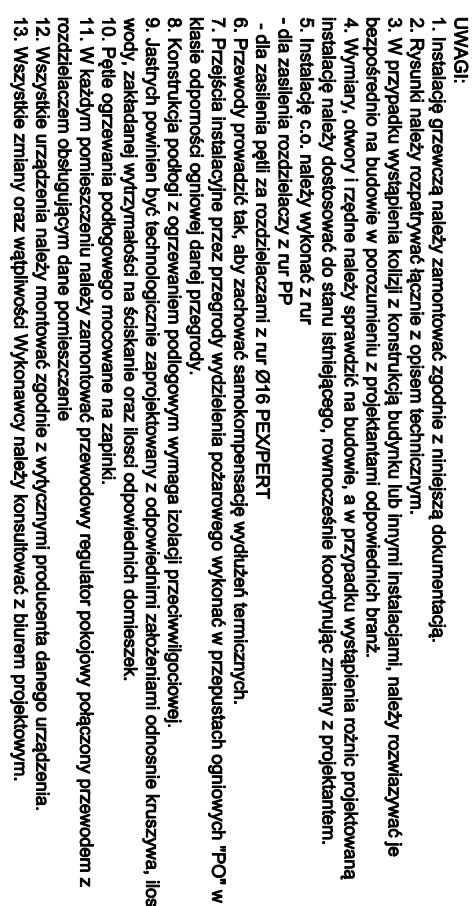 UWAGI:
1. Instalację grzewczą należy zamontować zgodnie z niniejszą dokumentacją.
2. Rysunki należy rozpatrywać łącznie z opisem technicznym.
3. W przypadku wystąpienia kolizji z konstrukcją budynku lub innymi instalacjami, należy rozwiazywać je
bezpośrednio na budowie w porozumieniu z projektantami odpowiednich branż.
4. Wymiary, otwory i rzędne należy sprawdzić na budowie, a w przypadku wystąpienia rożnic projektowaną
instalację należy dostosować do stanu istniejącego, rownocześnie koordynując zmiany z projektantem.
5. Instalację c.o. należy wykonać z rur
- dla zasilenia rozdzielaczy z rur PP
- dla zasilenia pętli za rozdzielaczami z rur Ø16 PEX/PERT
6. Przewody prowadzić tak, aby zachować samokompensację wydłużeń termicznych.
7. Przejścia instalacyjne przez przegrody wydzielenia pożarowego wykonać w przepustach ogniowych "PO" w
klasie odporności ogniowej danej przegrody.
8. Konstrukcja podłogi z ogrzewaniem podlogowym wymaga izolacji przeciwwilgociowej.
9. Jastrych powinien być technologicznie zaprojektowany z odpowiednimi założeniami odnosnie kruszywa, ilos
wody, zakładanej wytrzymałości na ściskanie oraz ilosci odpowiednich domieszek.
10. Pętle ogrzewania podłogowego mocowane na zapinki.
11. W każdym pomieszczeniu należy zamontować przewodowy regulator pokojowy połączony przewodem z
rozdzielaczem obsługującym dane pomieszczenie
12. Wszystkie urządzenia należy montować zgodnie z wytycznymi producenta danego urządzenia.
13. Wszystkie zmiany oraz wątpliwości Wykonawcy należy konsultować z biurem projektowym.